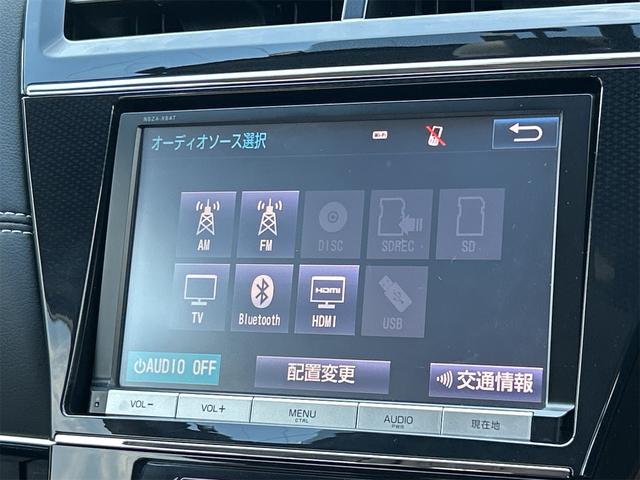 NSZA-X64T
オーディオソース選択
Wi-Fi
AM
FM
DISC
SDREC
SD
TV
Bluetooth
HDMI
HDMI
USB
AUDIO OFF
配置変更
交通情報
VOL−
VOL+
MENU
CTRL
AUDIO
PWR
現在地